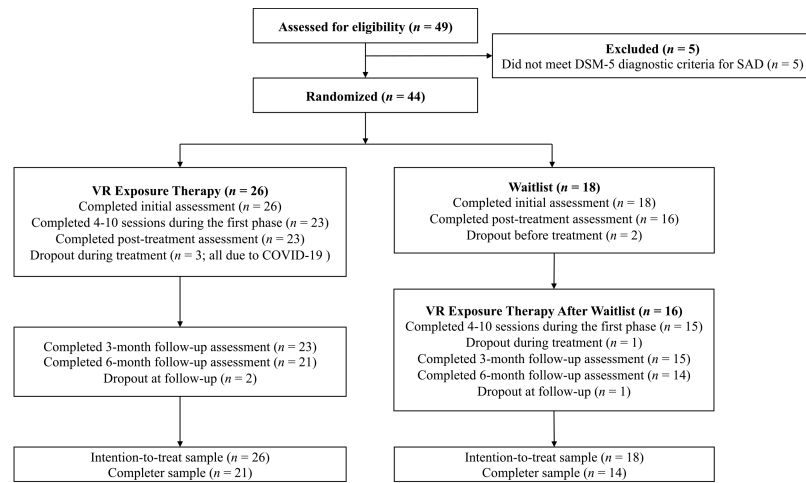 Assessed for eligibility (n = 49)
Excluded (n = 5)
Did not meet DSM-5 diagnostic criteria for SAD (n = 5)
Randomized (n = 44)
VR Exposure Therapy (n = 26)
Completed initial assessment (n = 26)
Completed 4-10 sessions during the first phase (n = 23)
Completed post-treatment assessment (n = 23)
Dropout during treatment (n = 3; all due to COVID-19 )
Waitlist (n = 18)
Completed initial assessment (n = 18)
Completed post-treatment assessment (n = 16)
Dropout before treatment (n = 2)
VR Exposure Therapy After Waitlist (n = 16)
Completed 4-10 sessions during the first phase (n = 15)
Dropout during treatment (n = 1)
Completed 3-month follow-up assessment (n = 15)
Completed 6-month follow-up assessment (n = 14)
Dropout at follow-up (n = 1)
Completed 3-month follow-up assessment (n = 23)
Completed 6-month follow-up assessment (n = 21)
Dropout at follow-up (n = 2)
Intention-to-treat sample (n = 26)
Completer sample (n = 21)
Intention-to-treat sample (n = 18)
Completer sample (n = 14)